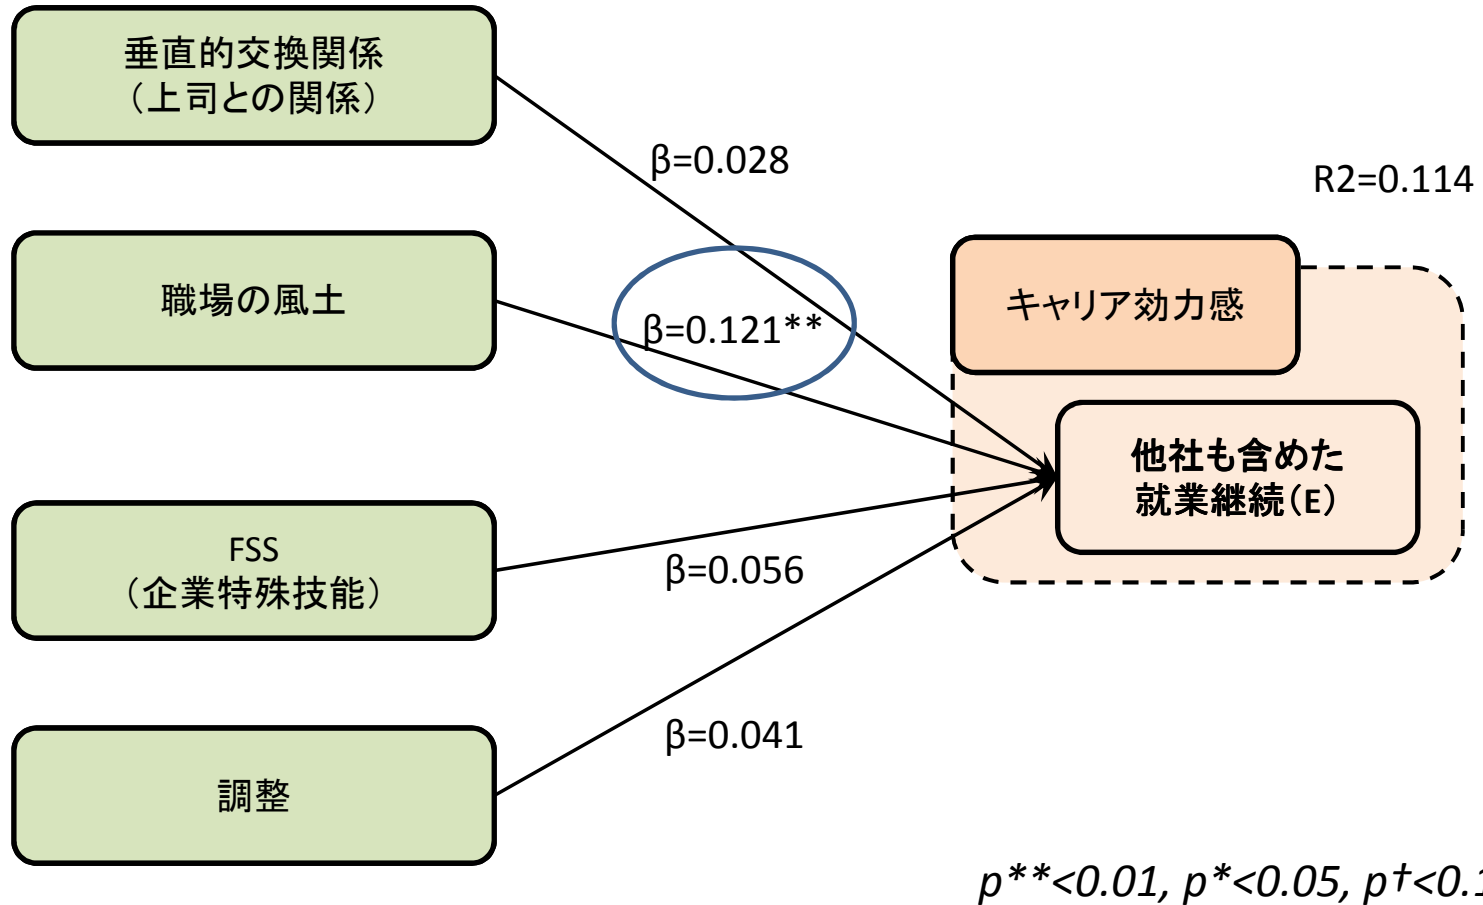 垂直的交換関係
（上司との関係）
β=0.028
R2=0.114
職場の風土
β=0.121**
キャリア効力感
他社も含めた
就業継続（E）
FSS
（企業特殊技能）
β=0.056
β=0.041
調整
p**<0.01, p*<0.05, p†<0.1